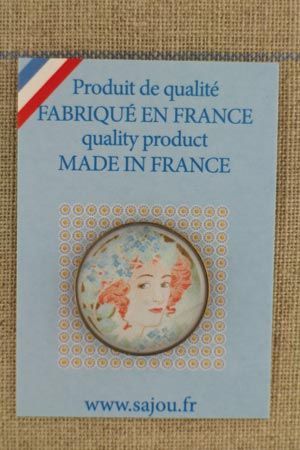 Produit de qualité
FABRIQUÉ EN FRANCE
quality product
MADE IN FRANCE
www.sajou.fr